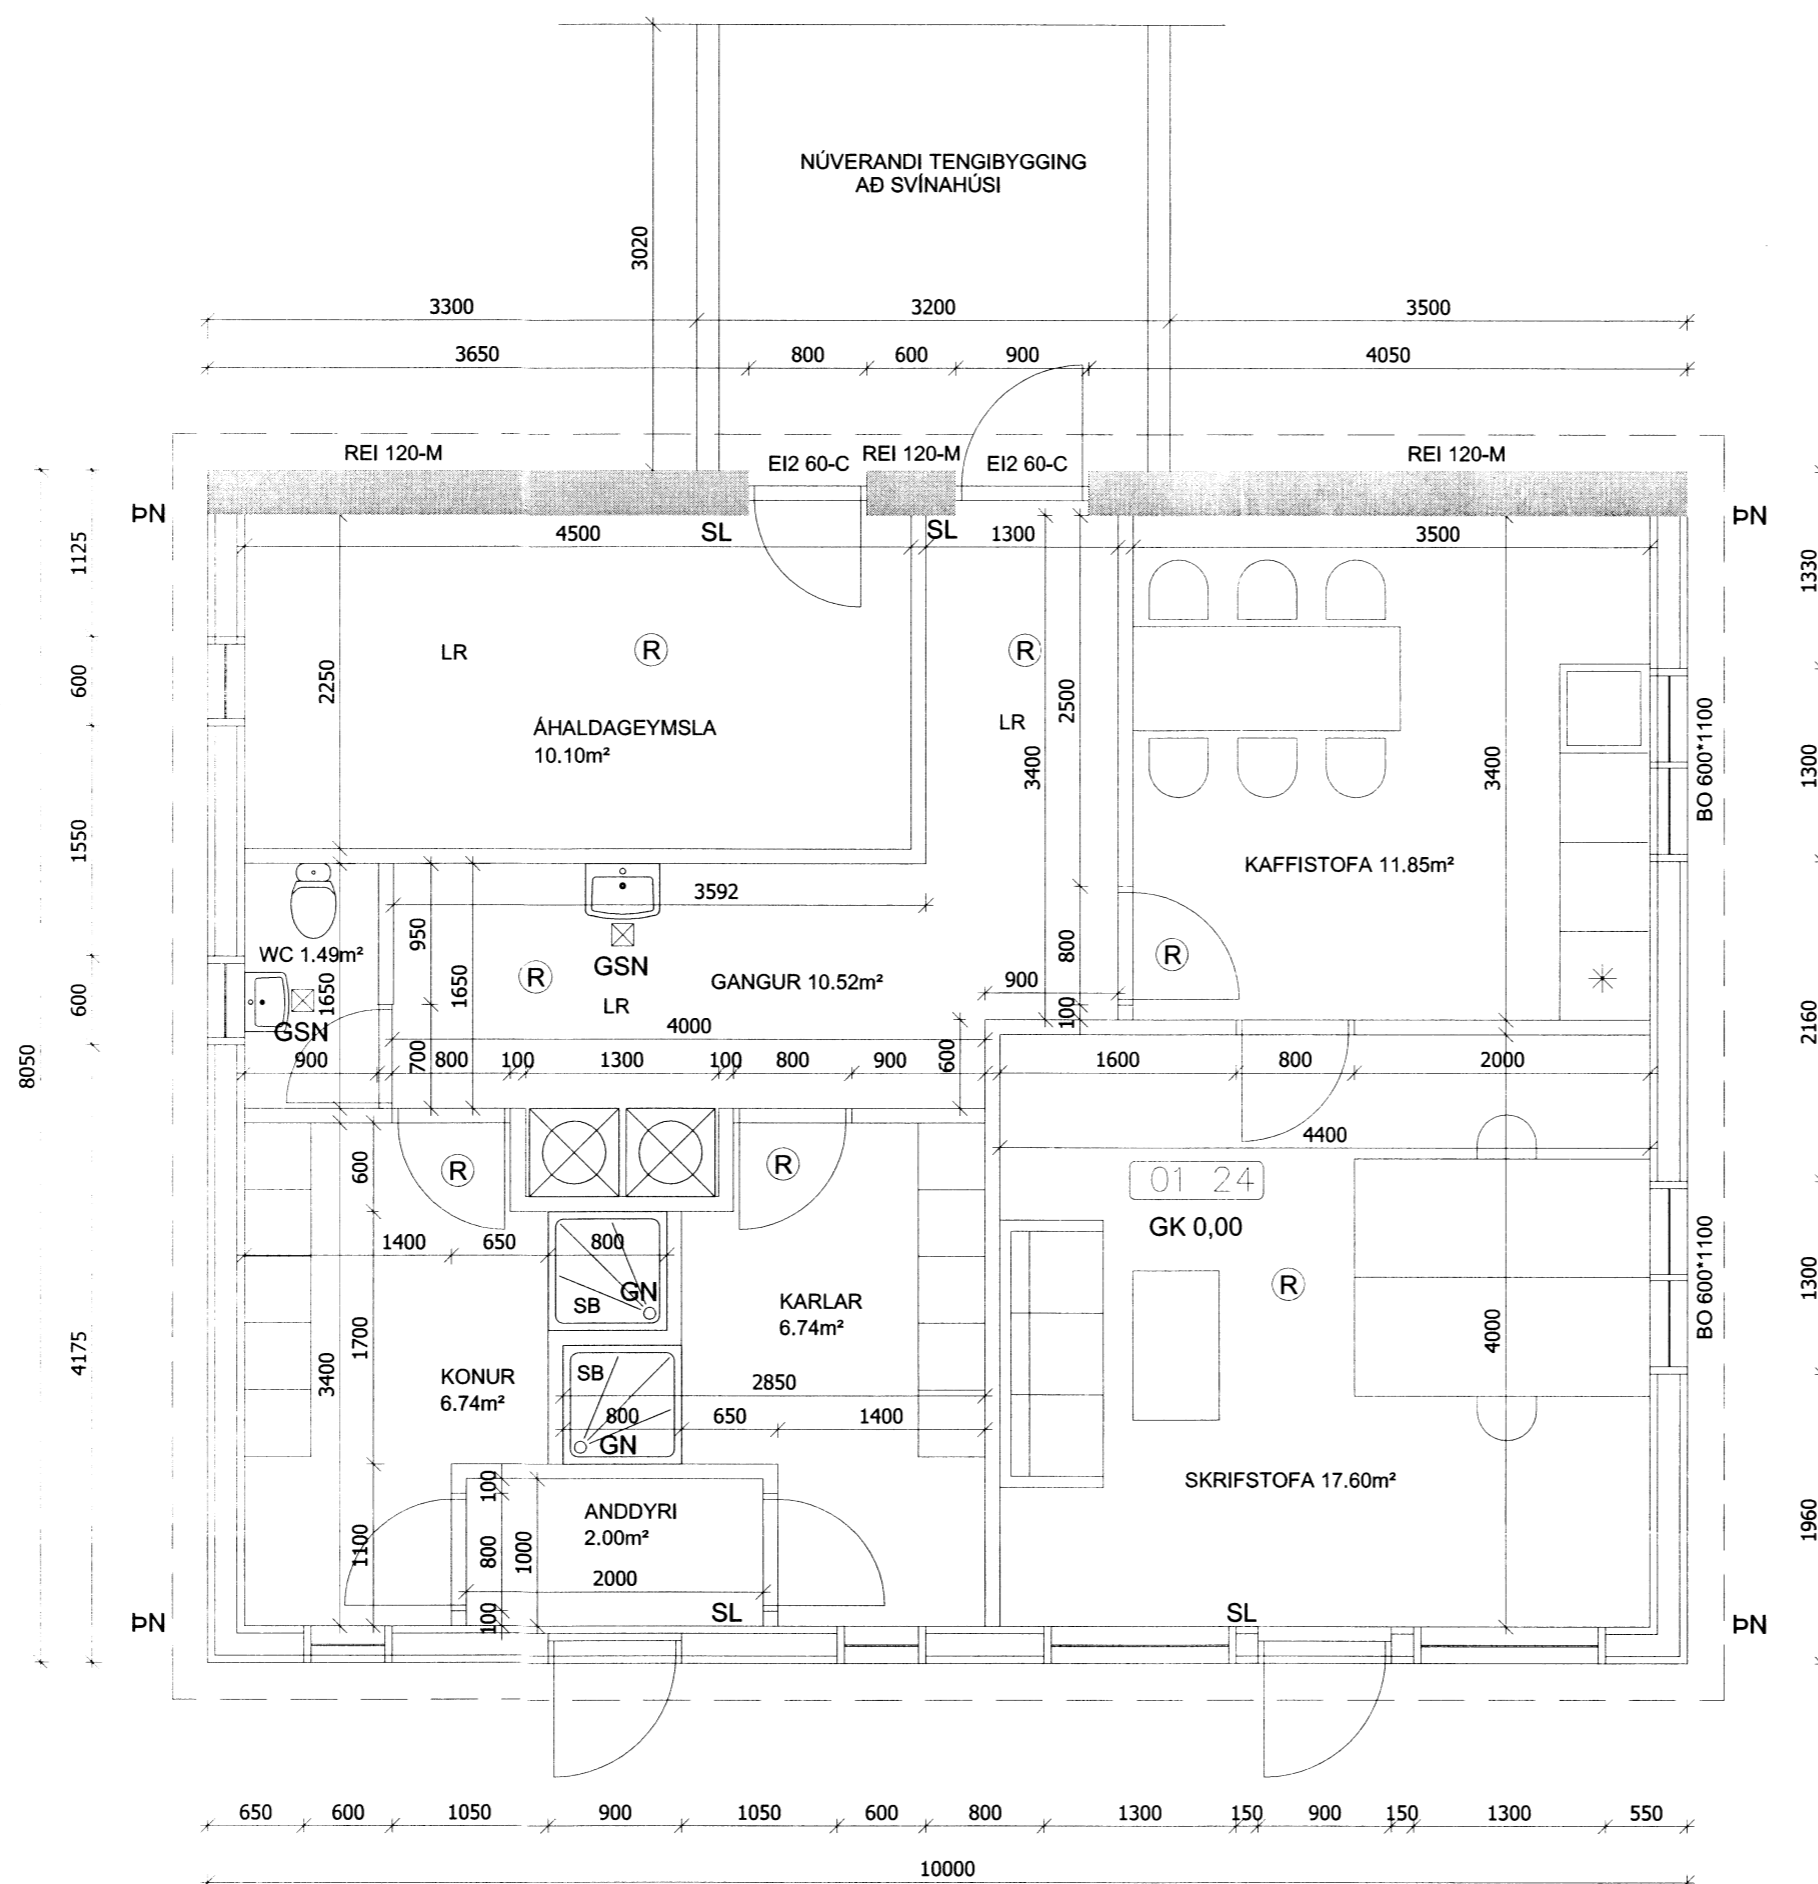 NÚVERANDI TENGIBYGGING
AÐ SVÍNAHÚSI
3020
3300 3200 3500
3650 800 600 900 4050
REI 120-M EI2 60-C REI 120-M EI2 60-C REI 120-M
ÞN ÞN
4500 SL SL 1300 3500
1125 1330
LR R R
600 2250 2500 BO 600*1100
LR
ÁHALDAGEYMSLA
10.10m²
3400 3400 1300
1550
KAFFISTOFA 11.85m²
3592
950 800
WC 1.49m² R
GSN
R GANGUR 10.52m²
1650 1650 900
600 LR 100
GSN
4000 2160
8050
900 700 800 100 1300 100 800 900 600 1600 800 2000
4400
600 R R
01 24
GK 0,00
1400 650 800
GN R BO 600*1100 1300
SB
KARLAR
6.74m²
1700 4000
4175 3400
KONUR
6.74m²
SB 2850
800 650 1400
GN
SKRIFSTOFA 17.60m²
100
ANDDYRI
2.00m²
1100 800 1000 1960
2000
100 SL SL
ÞN ÞN
650 600 1050 900 1050 600 800 1300 150 900 150 1300 550
10000